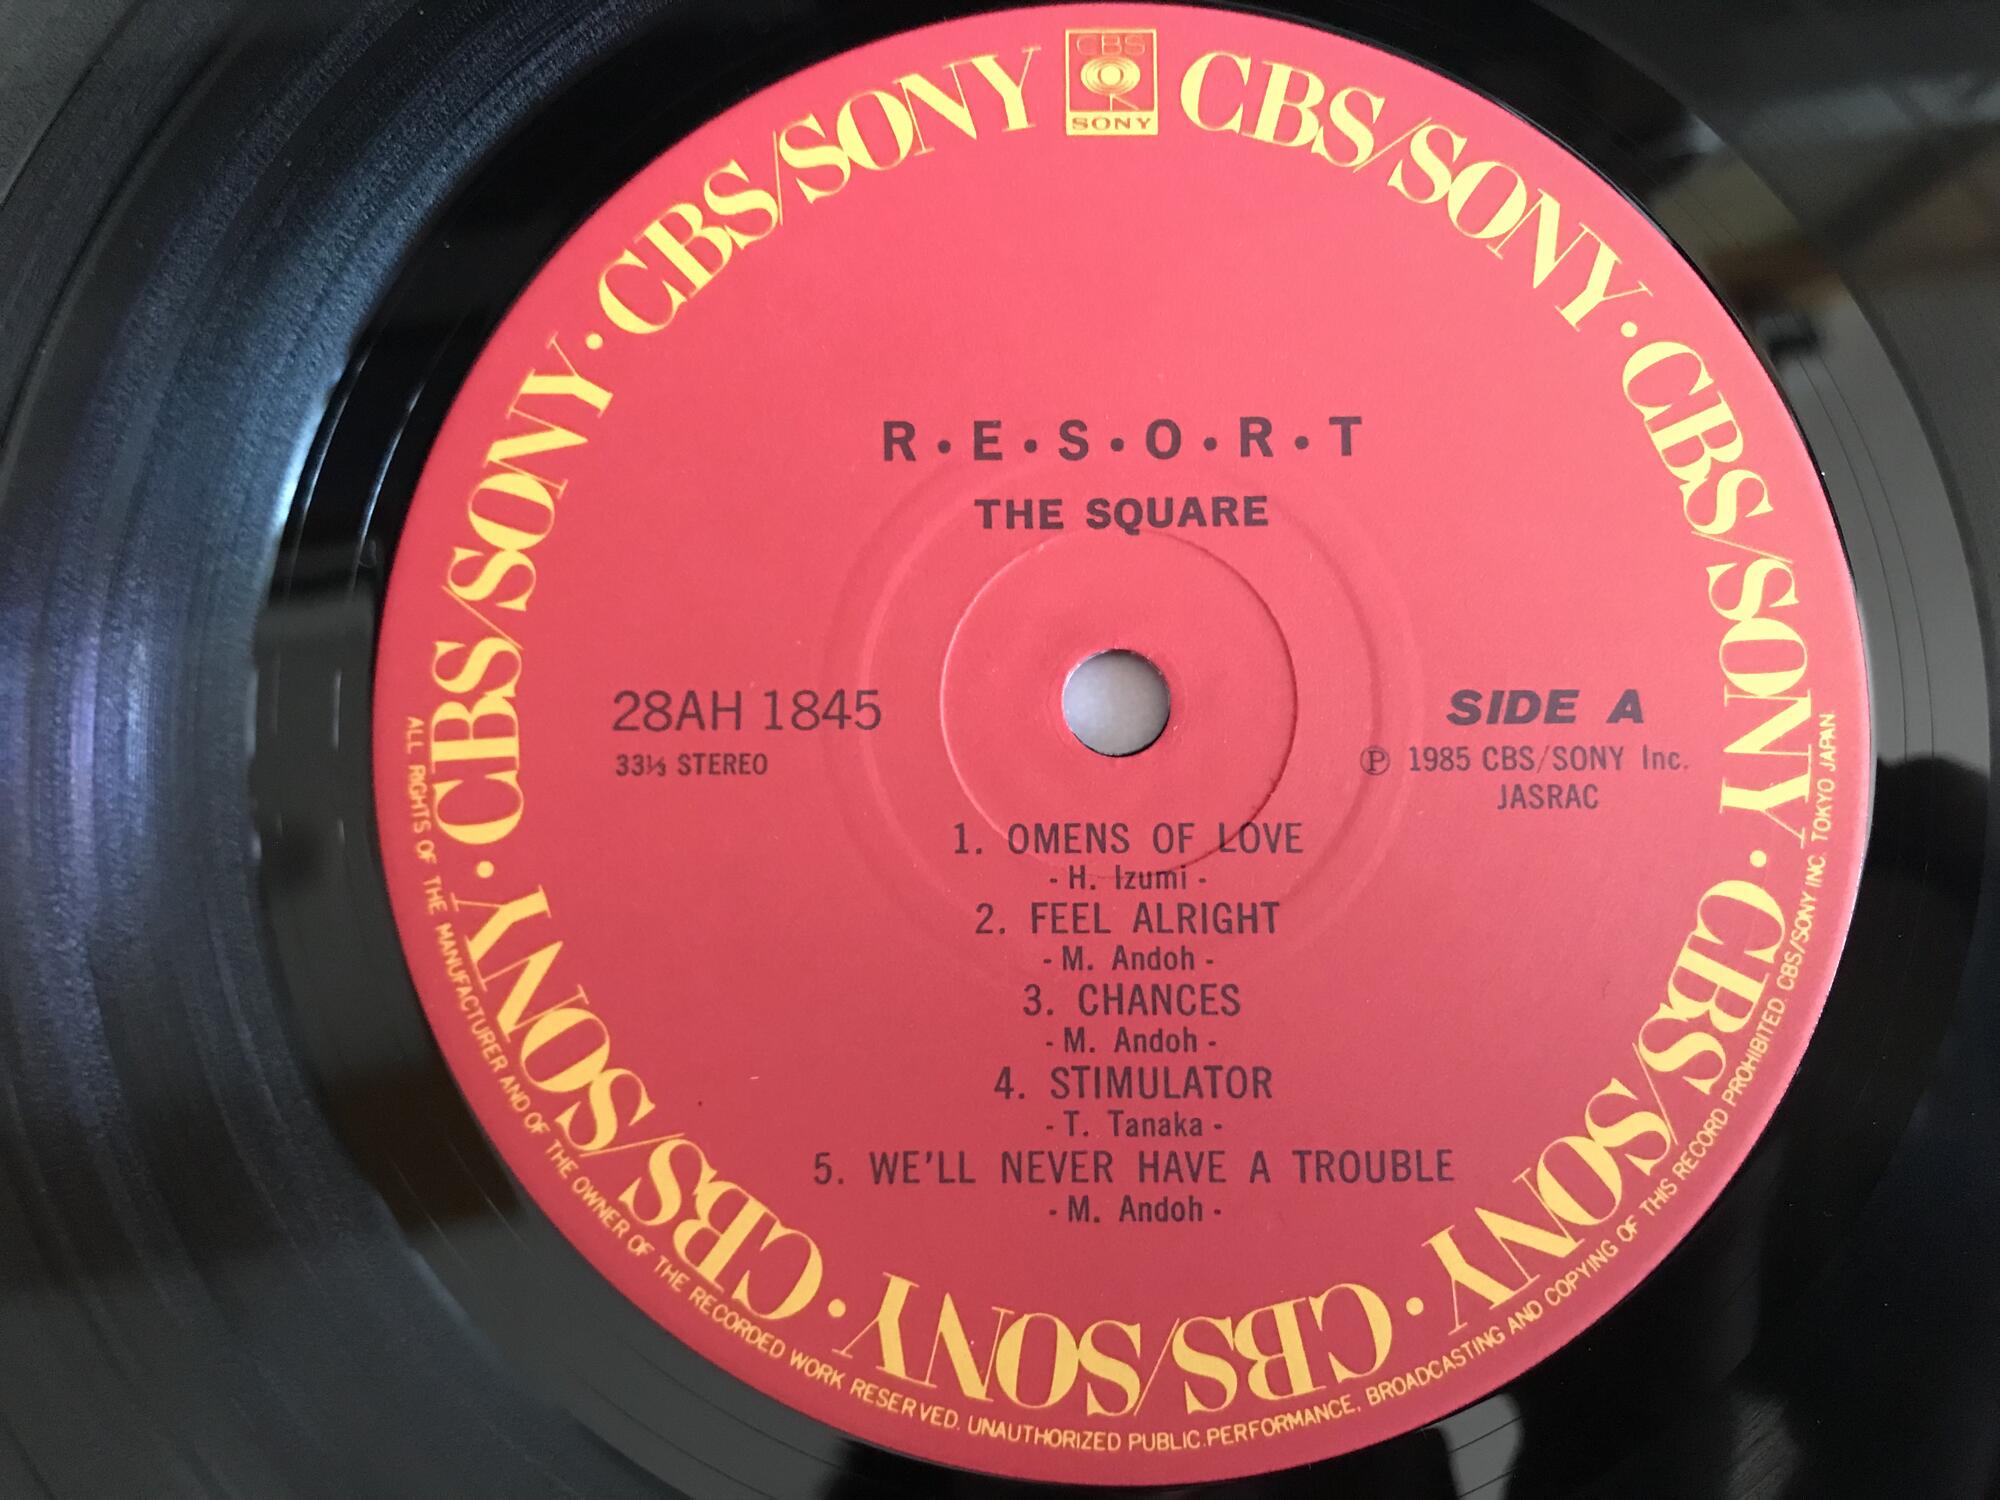 CBS
SONY
CBS/SONY · CBS/SONY · CBS/SONY · CBS/SONY · CBS/SONY · CBS/SONY · CBS/SONY · CBS/SONY
R·E·S·O·R·T
THE SQUARE
28AH 1845
33⅓ STEREO
SIDE A
Ⓟ 1985 CBS/SONY Inc.
JASRAC
1. OMENS OF LOVE
- H. Izumi -
2. FEEL ALRIGHT
- M. Andoh -
3. CHANCES
- M. Andoh -
4. STIMULATOR
- T. Tanaka -
5. WE'LL NEVER HAVE A TROUBLE
- M. Andoh -
ALL RIGHTS OF THE MANUFACTURER AND OF THE OWNER OF THE RECORDED WORK RESERVED. UNAUTHORIZED PUBLIC.PERFORMANCE, BROADCASTING AND COPYING OF THIS RECORD PROHIBITED. CBS/SONY INC. TOKYO JAPAN